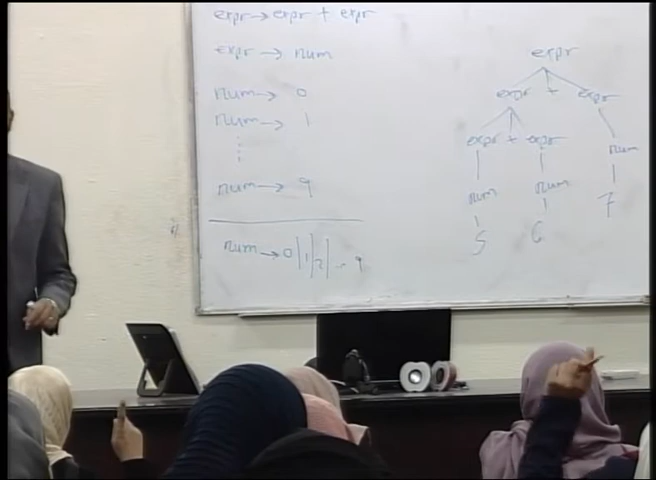 expr → expr + expr
expr → num
num → 0
num → 1
⋮
num → 9
num → 0|1|2| -- 9
expr
expr + expr
expr + expr
num
num num
7
5 6